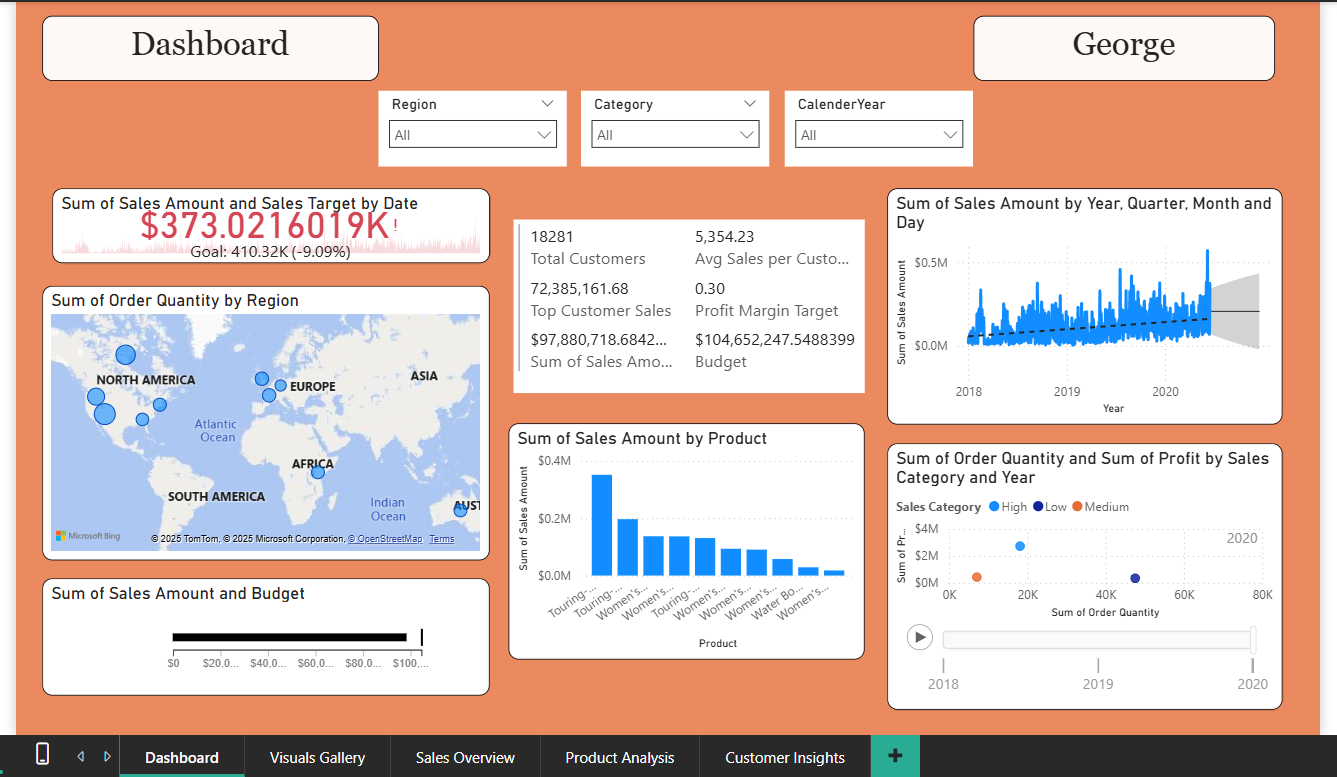 Dashboard
George
Region
All
Category
All
CalenderYear
All
Sum of Sales Amount and Sales Target by Date
$373.0216019K!
Goal: 410.32K (-9.09%)
Sum of Order Quantity by Region
NORTH AMERICA
EUROPE
ASIA
Atlantic
Ocean
AFRICA
SOUTH AMERICA
Indian
Ocean
AUST
Microsoft Bing
© 2025 TomTom, © 2025 Microsoft Corporation, © OpenStreetMap Terms
Sum of Sales Amount and Budget
$0 $20,0... $40,0... $60,0... $80,0... $100,...
18281
Total Customers
5,354.23
Avg Sales per Custo...
72,385,161.68
Top Customer Sales
0.30
Profit Margin Target
$97,880,718.6842...
Sum of Sales Amo...
$104,652,247.5488399
Budget
Sum of Sales Amount by Product
Sum of Sales Amount
$0.4M
$0.2M
$0.0M
Touring-... Touring-... Women's... Women's... Touring-... Women's... Women's... Women's... Water Bo... Women's...
Product
Sum of Sales Amount by Year, Quarter, Month and
Day
Sum of Sales Amount
$0.5M
$0.0M
2018 2019 2020
Year
Sum of Order Quantity and Sum of Profit by Sales
Category and Year
Sales Category High Low Medium
Sum of Pr...
$4M
$2M
$0M
2020
0K 20K 40K 60K 80K
Sum of Order Quantity
2018 2019 2020
Dashboard
Visuals Gallery
Sales Overview
Product Analysis
Customer Insights
+